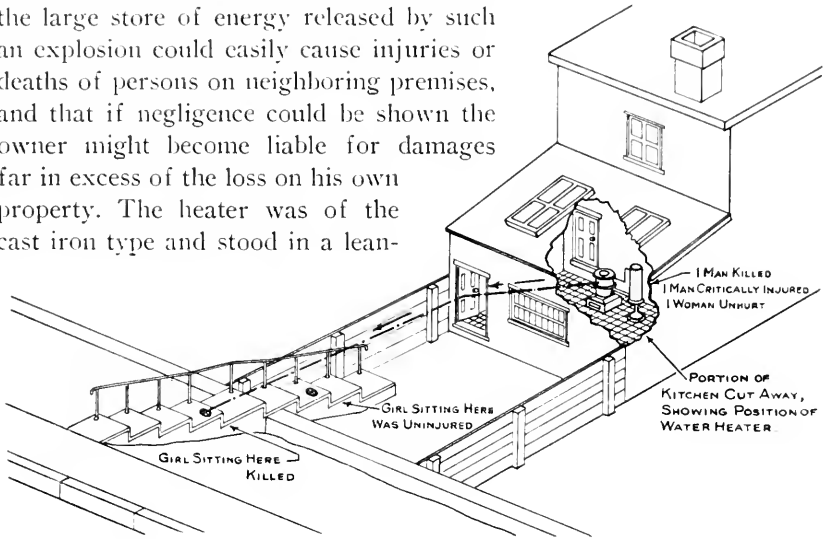 the large store of energy released by such
an explosion could easily cause injuries or
deaths of persons on neighboring premises,
and that if negligence could be shown the
owner might become liable for damages
far in excess of the loss on his own
property. The heater was of the
cast iron type and stood in a lean-
1 MAN KILLED
1 MAN CRITICALLY INJURED
1 WOMAN UNHURT
PORTION OF
KITCHEN CUT AWAY,
SHOWING POSITION OF
WATER HEATER
GIRL SITTING HERE
WAS UNINJURED
GIRL SITTING HERE
KILLED